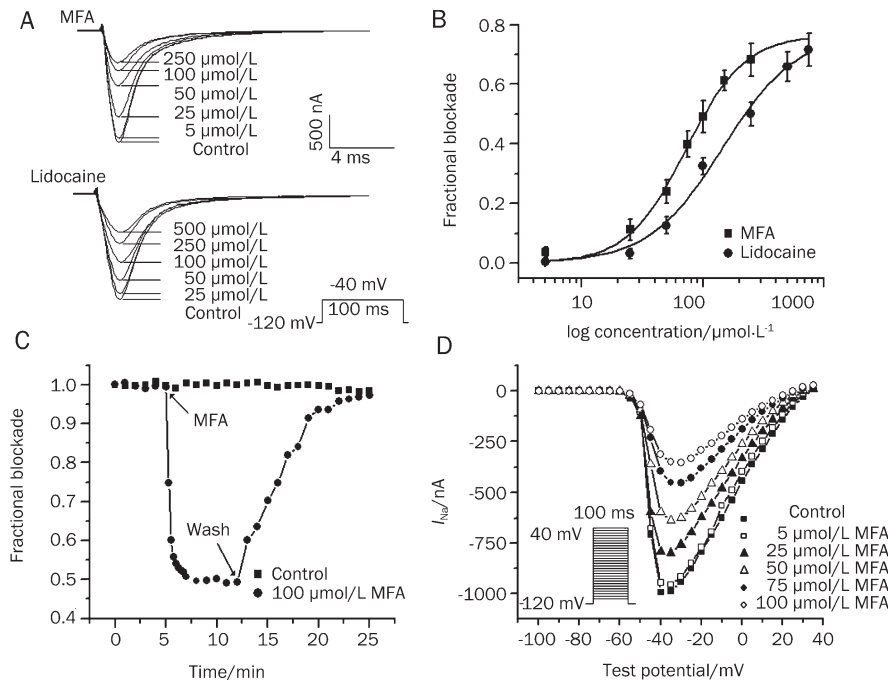 A
MFA
250 µmol/L
100 µmol/L
50 µmol/L
25 µmol/L
5 µmol/L
Control
500 nA
4 ms
Lidocaine
500 µmol/L
250 µmol/L
100 µmol/L
50 µmol/L
25 µmol/L
Control
-40 mV
-120 mV
100 ms
B
Fractional blockade
0.8
0.6
0.4
0.2
0.0
MFA
Lidocaine
10
100
1000
log concentration/µmol·L⁻¹
C
Fractional blockade
1.0
0.9
0.8
0.7
0.6
0.5
0.4
MFA
Wash
Control
100 µmol/L MFA
0
5
10
15
20
25
Time/min
D
I_Na/nA
0
-250
-500
-750
-1000
100 ms
40 mV
-120 mV
Control
5 µmol/L MFA
25 µmol/L MFA
50 µmol/L MFA
75 µmol/L MFA
100 µmol/L MFA
-100
-80
-60
-40
-20
0
20
40
Test potential/mV